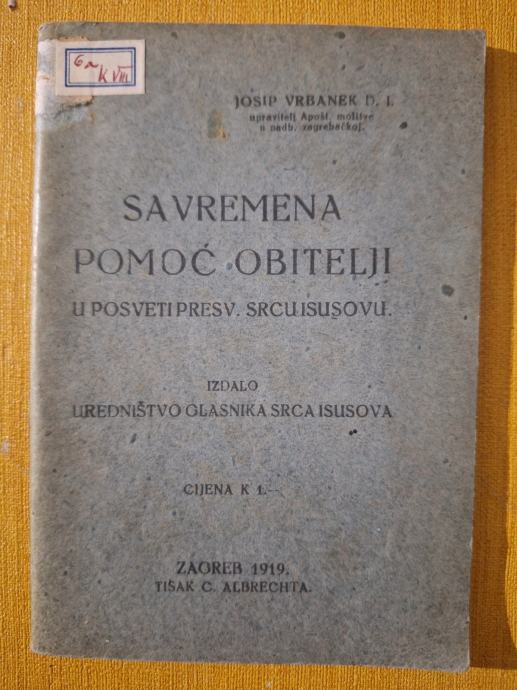 6a
K VIII
JOSIP VRBANEK D. I.
upravitelj Apošt. molitve
u nadb. zagrebačkoj.
SAVREMENA
POMOĆ OBITELJI
U POSVETI PRESV. SRCU ISUSOVU.
IZDALO
UREDNIŠTVO GLASNIKA SRCA ISUSOVA
CIJENA K 1.—
ZAGREB 1919.
TISAK C. ALBRECHTA.